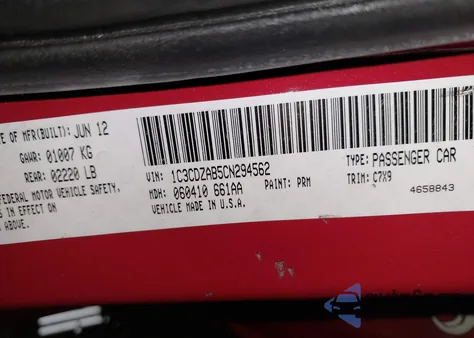 E OF MFR(BUILT): JUN 12
GAWR: 01007 KG
REAR: 02220 LB
FEDERAL MOTOR VEHICLE SAFETY,
S IN EFFECT ON
ABOVE.
VIN: 1C3CDZAB5CN294562
TYPE: PASSENGER CAR
MDH: 060410 661AA
PAINT: PRM
TRIM: C7X9
VEHICLE MADE IN U.S.A.
4658843